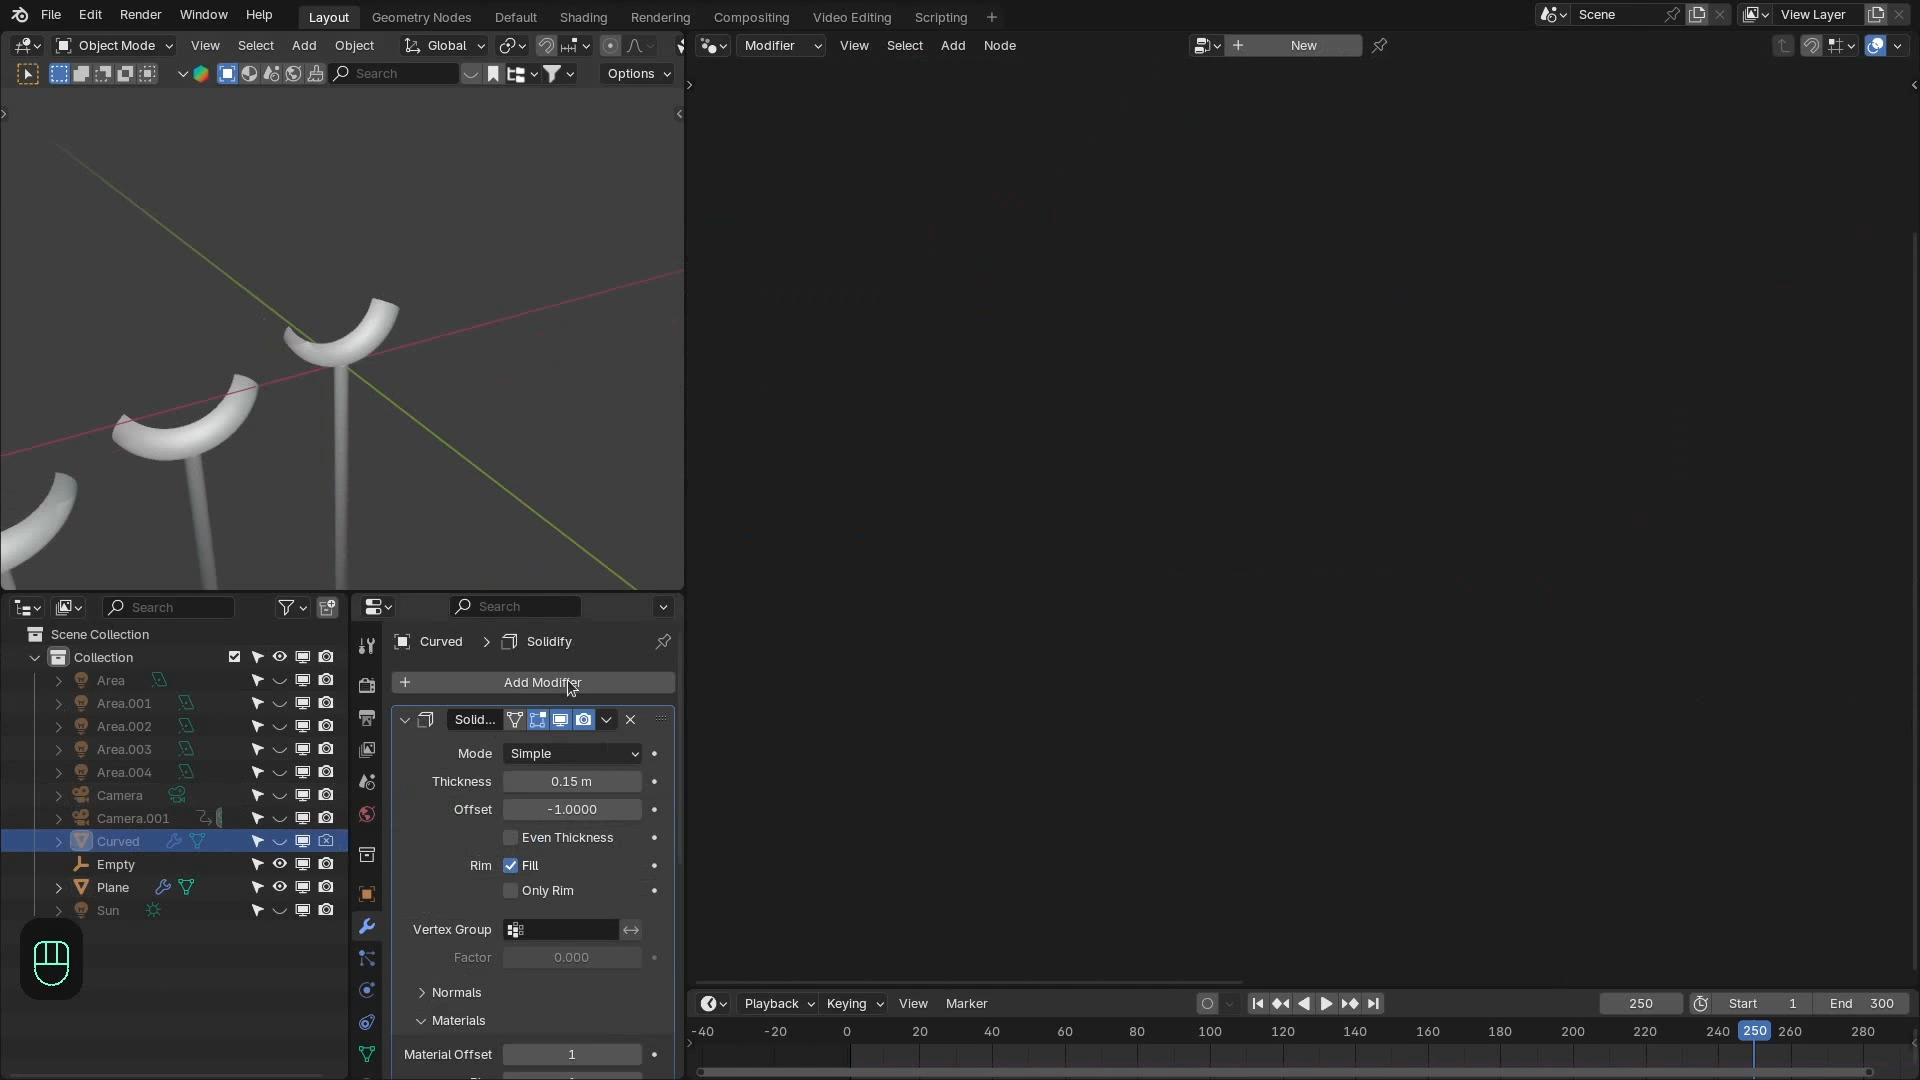 File Edit Render Window Help Layout Geometry Nodes Default Shading Rendering Compositing Video Editing Scripting + Scene View Layer
Object Mode View Select Add Object Global Modifier View Select Add Node + New
Search Options
Search
Scene Collection
Collection
Area
Area.001
Area.002
Area.003
Area.004
Camera
Camera.001
Curved
Empty
Plane
Sun
Search
Curved > Solidify
+ Add Modifier
Solid...
Mode Simple
Thickness 0.15 m
Offset -1.0000
Even Thickness
Rim Fill
Only Rim
Vertex Group
Factor 0.000
Normals
Materials
Material Offset 1
Playback Keying View Marker 250 Start 1 End 300
-40 -20 0 20 40 60 80 100 120 140 160 180 200 220 240 250 260 280